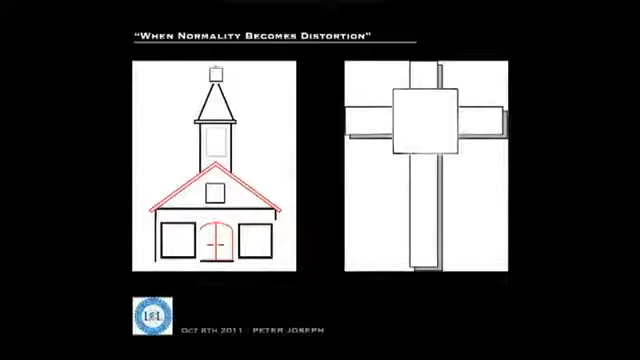 "When Normality Becomes Distortion"
Oct 8th 2011 - Peter Joseph